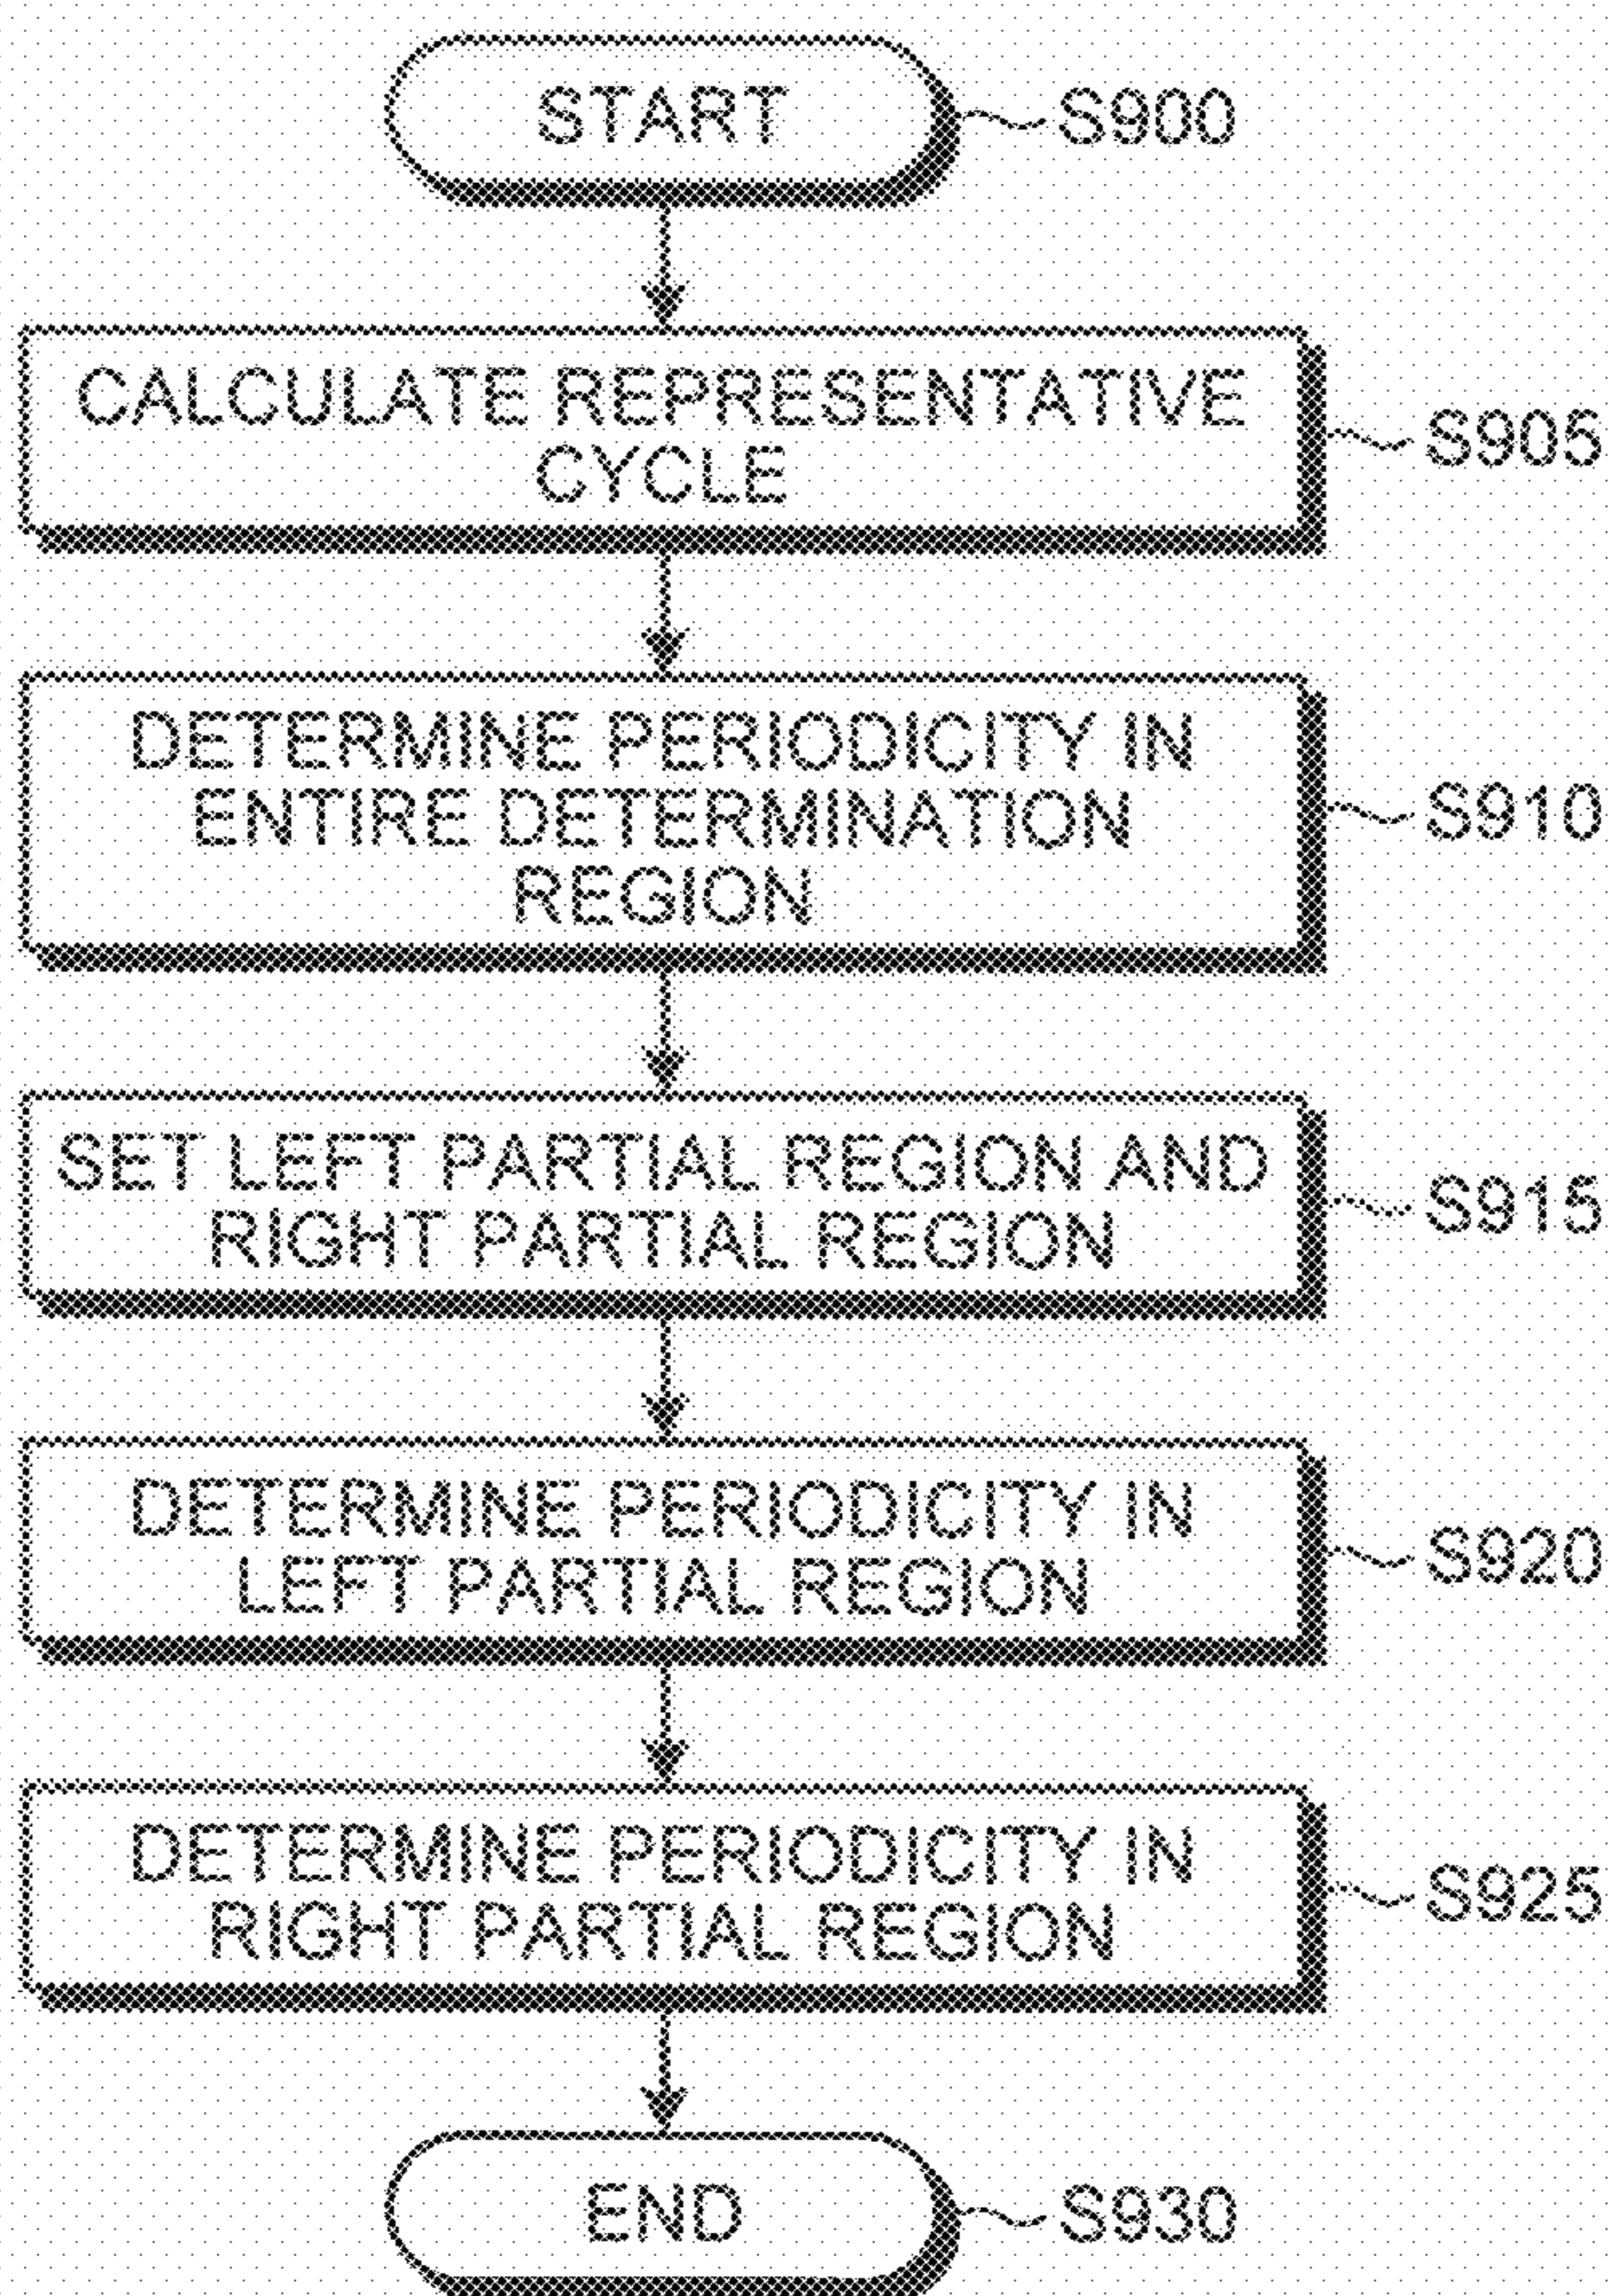 START
S900
CALCULATE REPRESENTATIVE
CYCLE
S905
DETERMINE PERIODICITY IN
ENTIRE DETERMINATION
REGION
S910
SET LEFT PARTIAL REGION AND
RIGHT PARTIAL REGION
S915
DETERMINE PERIODICITY IN
LEFT PARTIAL REGION
S920
DETERMINE PERIODICITY IN
RIGHT PARTIAL REGION
S925
END
S930